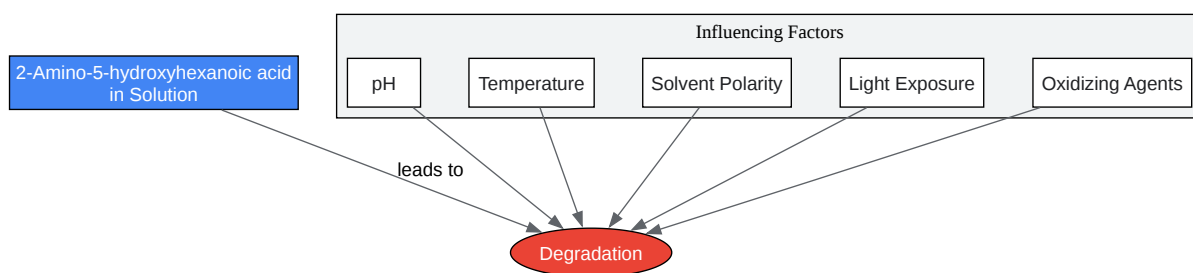 Influencing Factors
2-Amino-5-hydroxyhexanoic acid
in Solution
pH
Temperature
Solvent Polarity
Light Exposure
Oxidizing Agents
leads to
Degradation